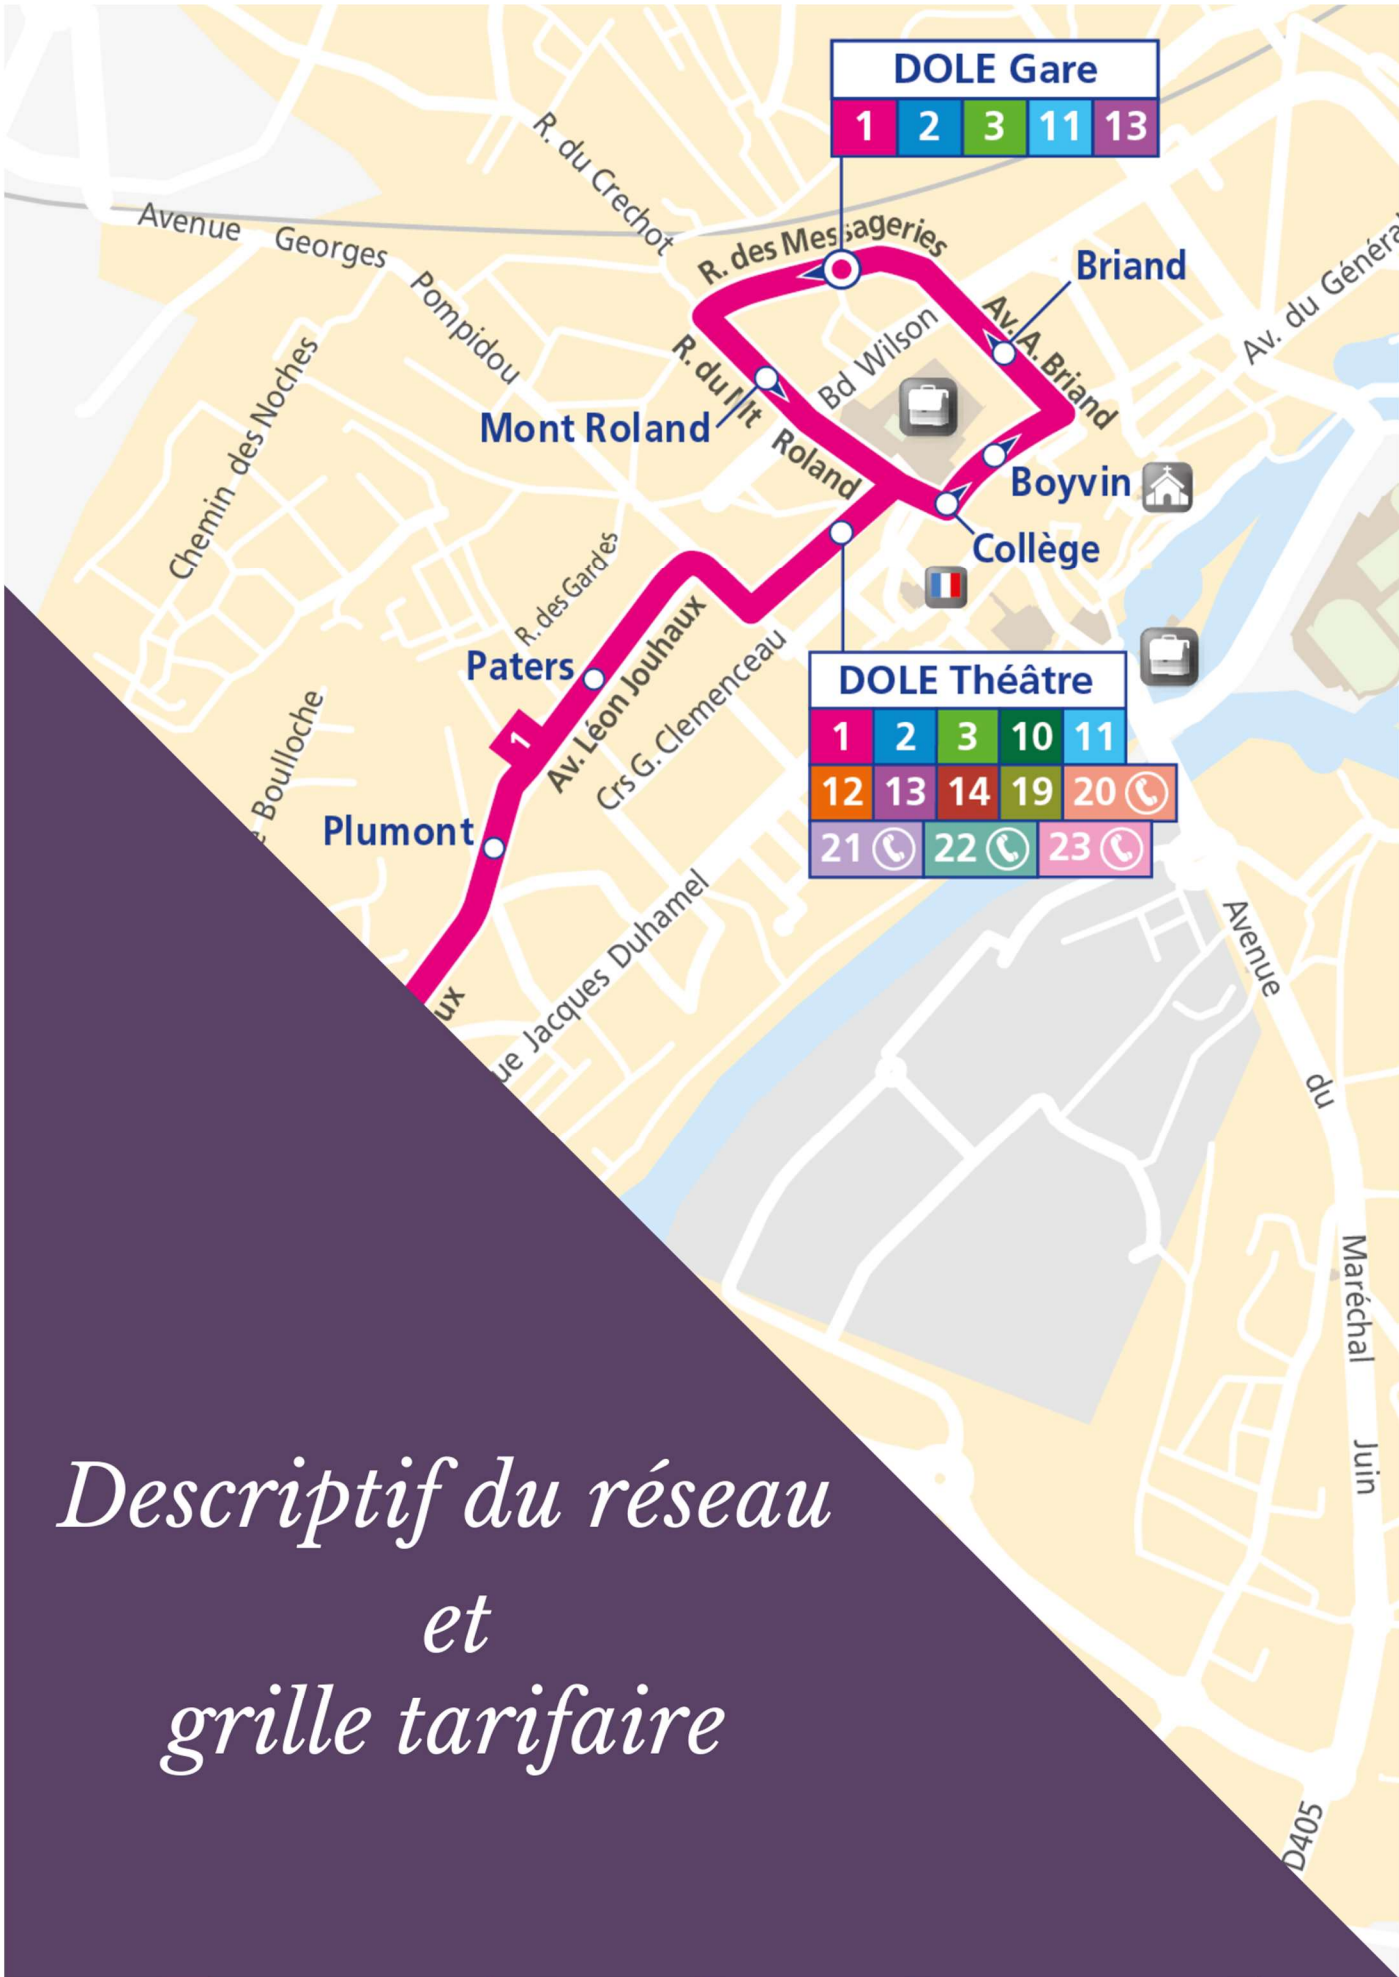 DOLE Gare
1 2 3 11 13
R. du Crechot
Avenue Georges
Pompidou
R. des Messageries
Briand
Av. A. Briand
Av. du Général
Bd Wilson
R. du Mt Roland
Mont Roland
Chemin des Noches
Boyvin
Collège
R. des Gardes
Paters
1
Av. Léon Jouhaux
Crs G. Clemenceau
DOLE Théâtre
1 2 3 10 11
12 13 14 19 20
21 22 23
Boulloche
Plumont
ux
ue Jacques Duhamel
Avenue
du
Maréchal
Juin
D405
Descriptif du réseau
et
grille tarifaire